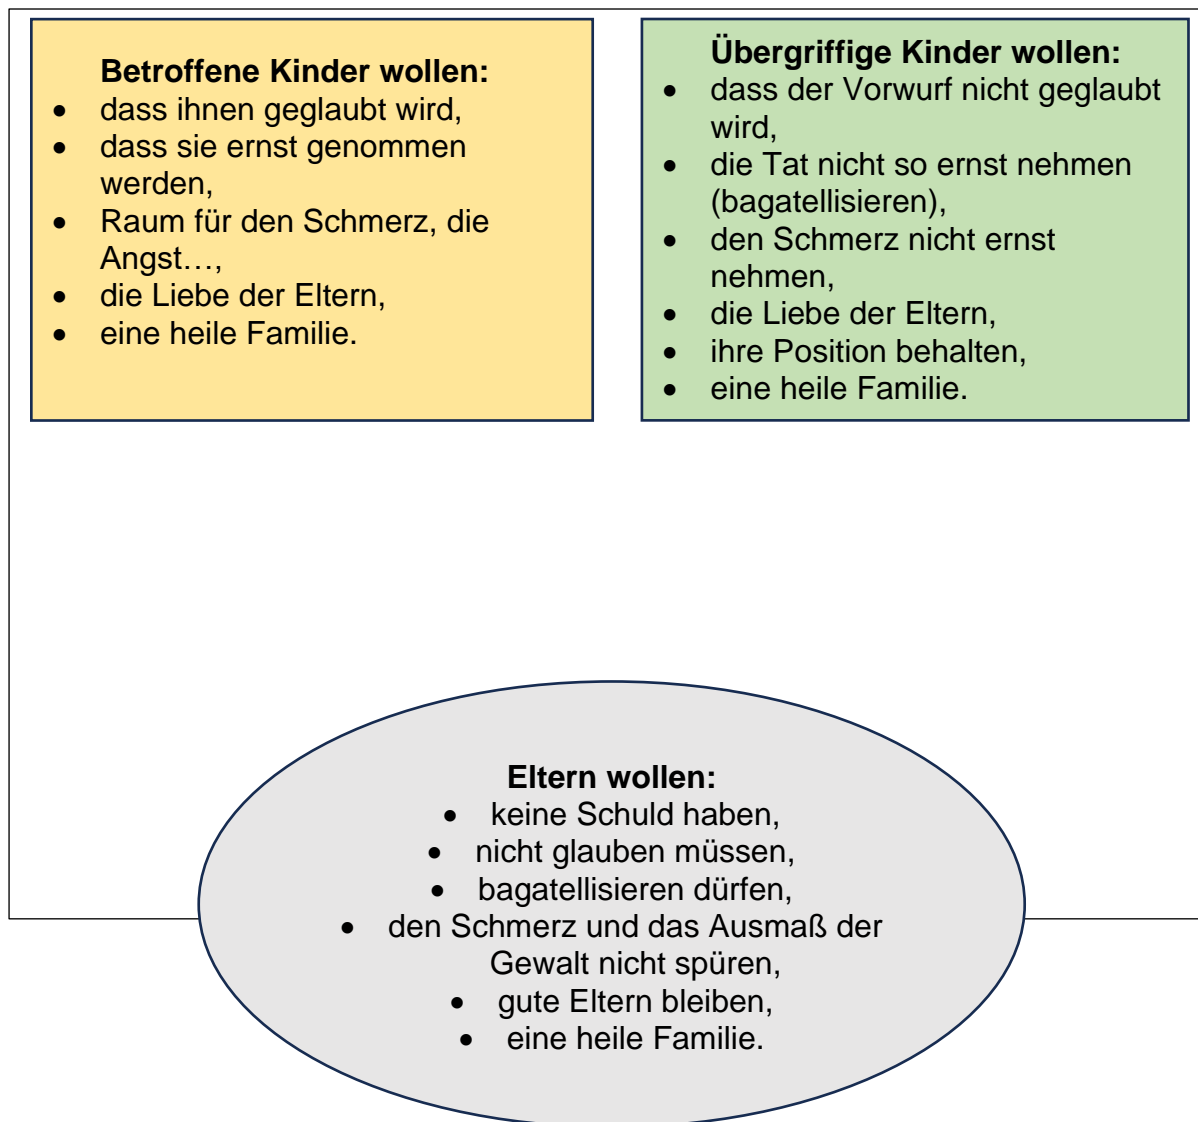 Betroffene Kinder wollen:
• dass ihnen geglaubt wird,
• dass sie ernst genommen
werden,
• Raum für den Schmerz, die
Angst…,
• die Liebe der Eltern,
• eine heile Familie.
Übergriffige Kinder wollen:
• dass der Vorwurf nicht geglaubt
wird,
• die Tat nicht so ernst nehmen
(bagatellisieren),
• den Schmerz nicht ernst
nehmen,
• die Liebe der Eltern,
• ihre Position behalten,
• eine heile Familie.
Eltern wollen:
• keine Schuld haben,
• nicht glauben müssen,
• bagatellisieren dürfen,
• den Schmerz und das Ausmaß der
Gewalt nicht spüren,
• gute Eltern bleiben,
• eine heile Familie.